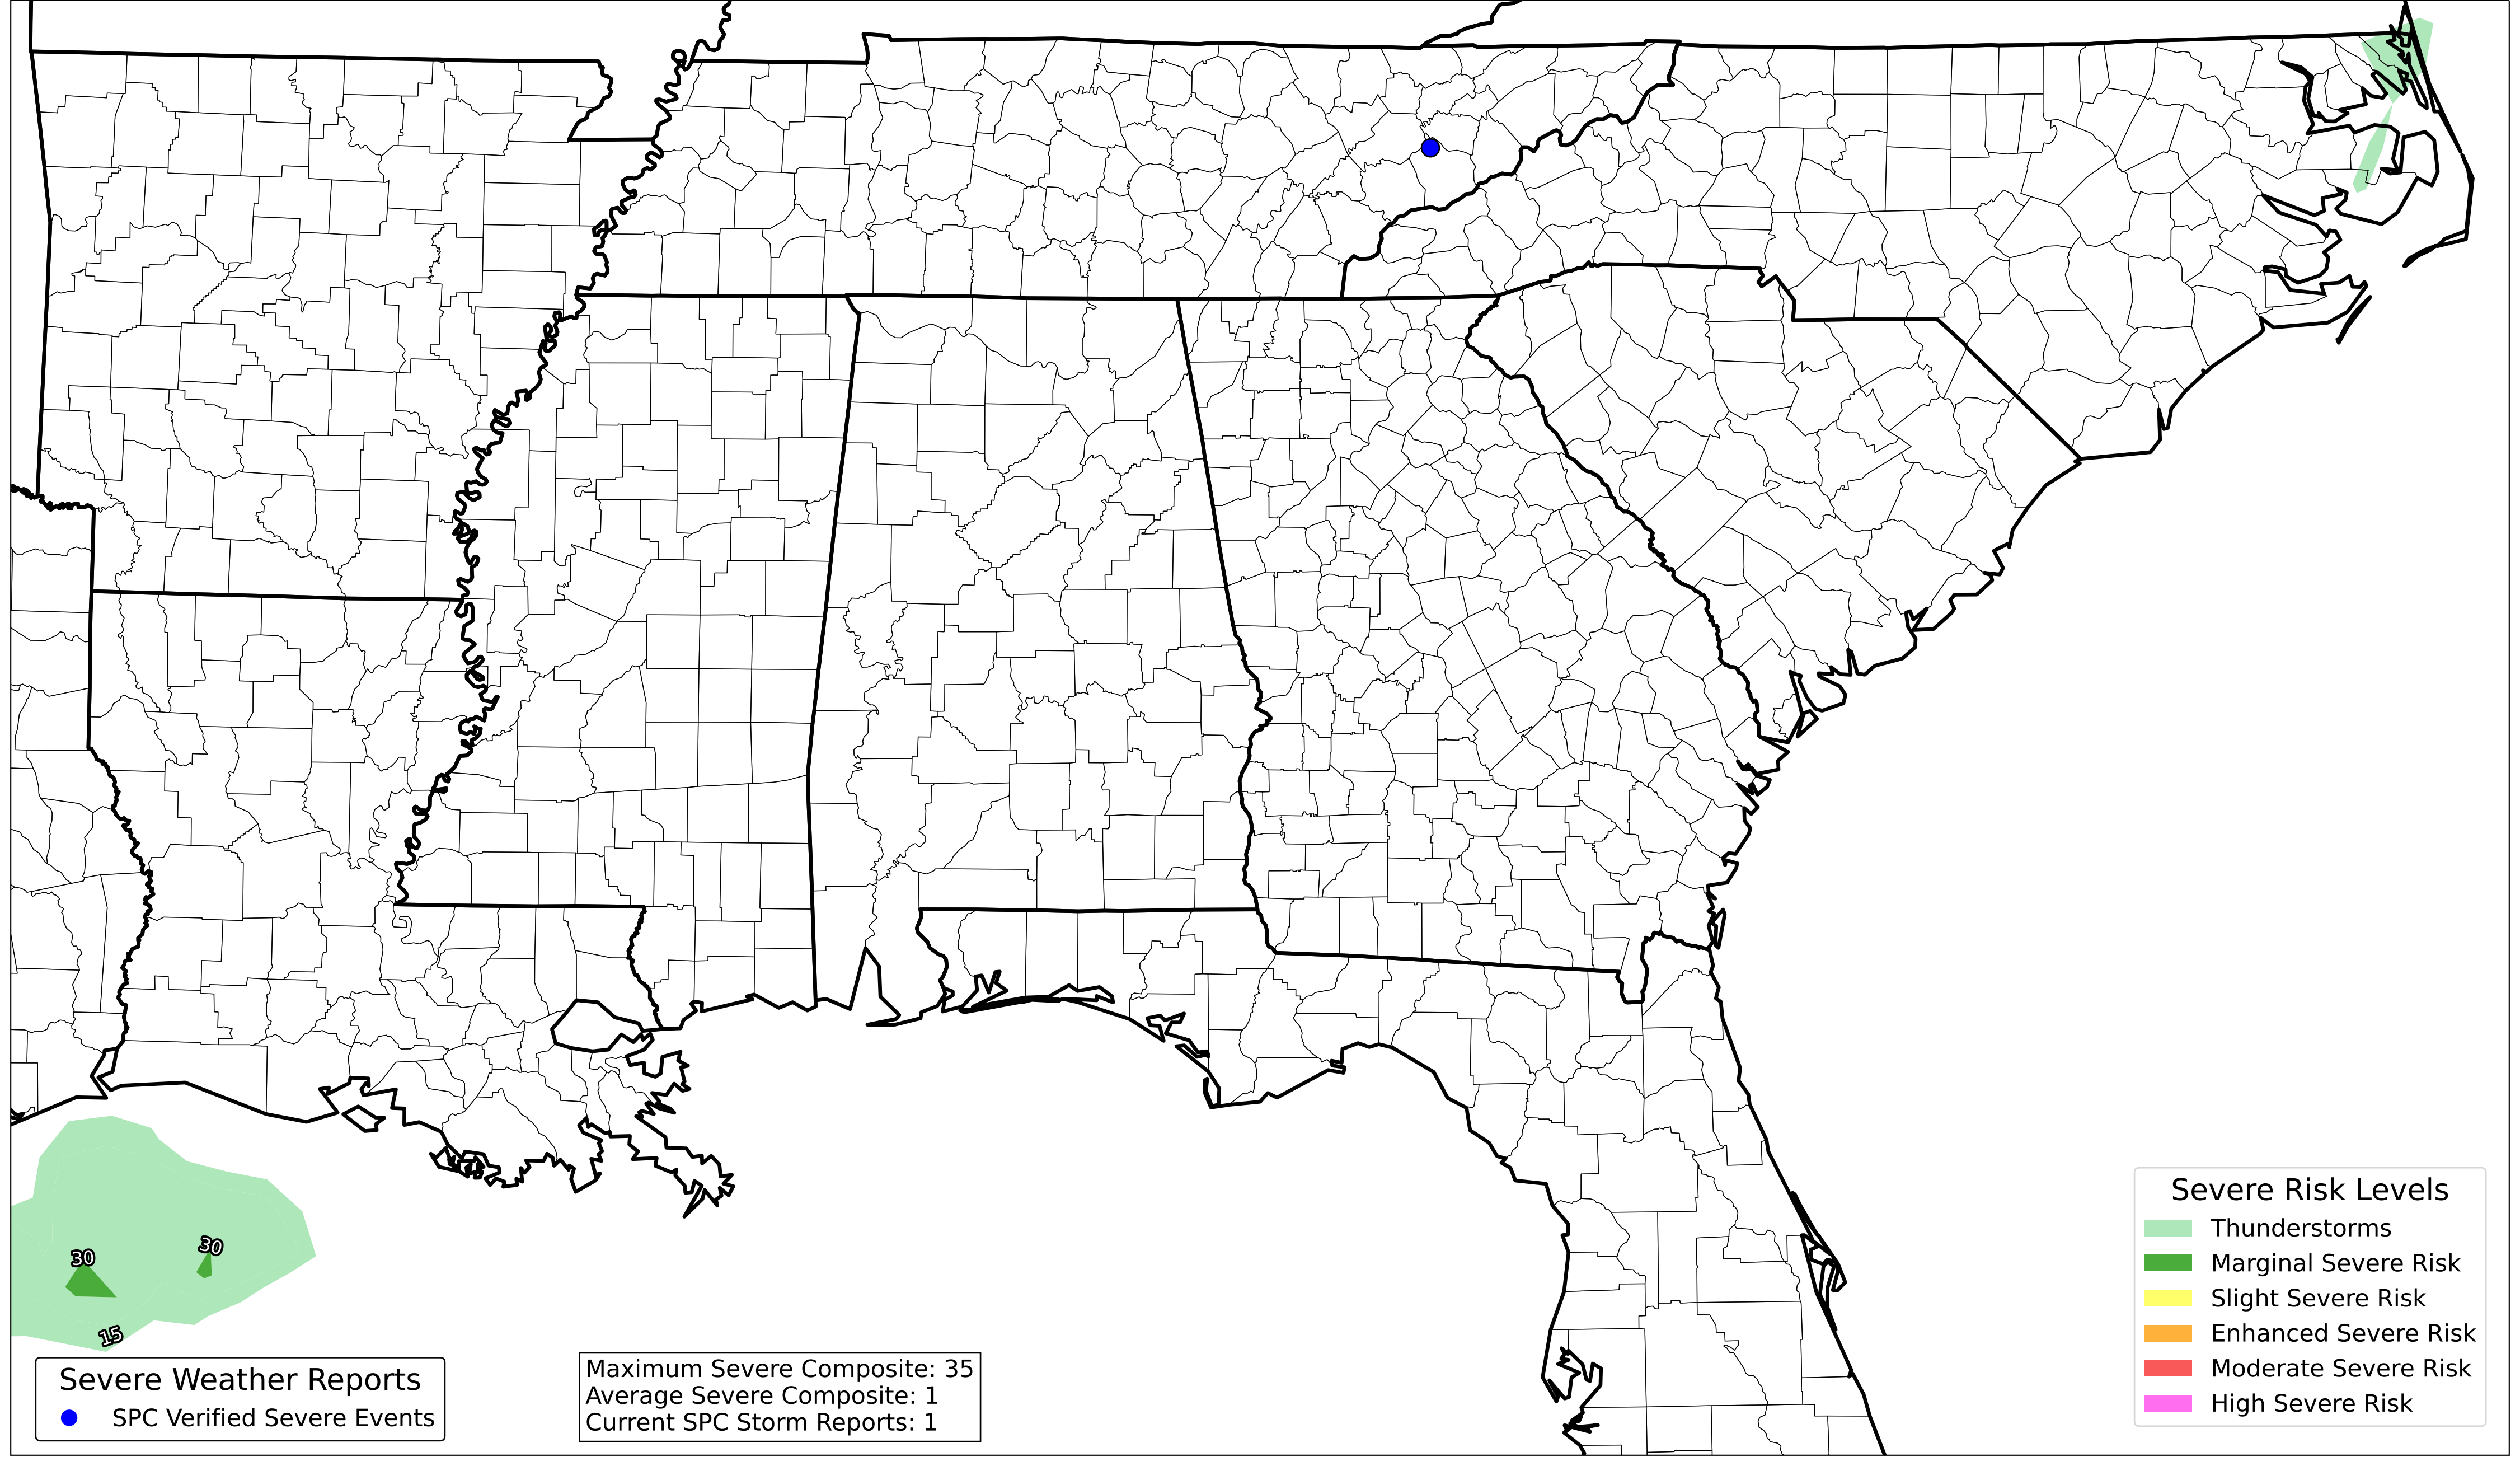 30
30
15
Severe Weather Reports
SPC Verified Severe Events
Maximum Severe Composite: 35
Average Severe Composite: 1
Current SPC Storm Reports: 1
Severe Risk Levels
Thunderstorms
Marginal Severe Risk
Slight Severe Risk
Enhanced Severe Risk
Moderate Severe Risk
High Severe Risk